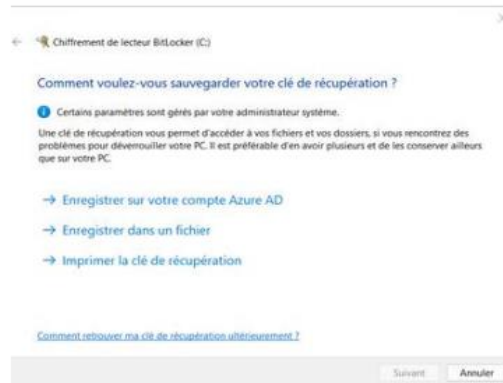 Chiffrement de lecteur BitLocker (C:)
Comment voulez-vous sauvegarder votre clé de récupération ?
Certains paramètres sont gérés par votre administrateur système.
Une clé de récupération vous permet d'accéder à vos fichiers et vos dossiers, si vous rencontrez des
problèmes pour déverrouiller votre PC. Il est préférable d'en avoir plusieurs et de les conserver ailleurs
que sur votre PC.
Enregistrer sur votre compte Azure AD
Enregistrer dans un fichier
Imprimer la clé de récupération
Comment retrouver ma clé de récupération ultérieurement ?
Suivant Annuler